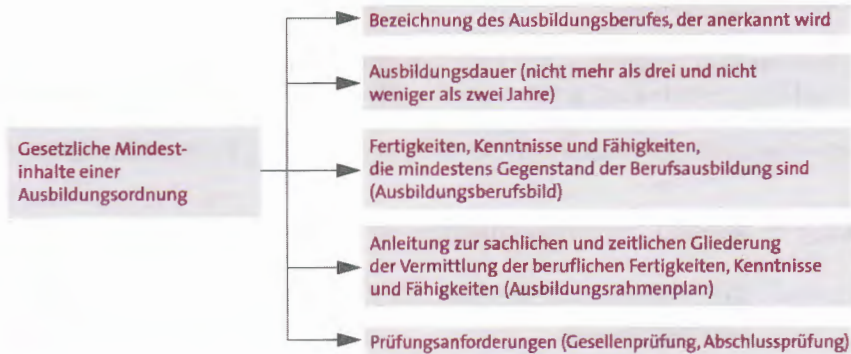 Gesetzliche Mindest-
inhalte einer
Ausbildungsordnung
Bezeichnung des Ausbildungsberufes, der anerkannt wird
Ausbildungsdauer (nicht mehr als drei und nicht
weniger als zwei Jahre)
Fertigkeiten, Kenntnisse und Fähigkeiten,
die mindestens Gegenstand der Berufsausbildung sind
(Ausbildungsberufsbild)
Anleitung zur sachlichen und zeitlichen Gliederung
der Vermittlung der beruflichen Fertigkeiten, Kenntnisse
und Fähigkeiten (Ausbildungsrahmenplan)
Prüfungsanforderungen (Gesellenprüfung, Abschlussprüfung)